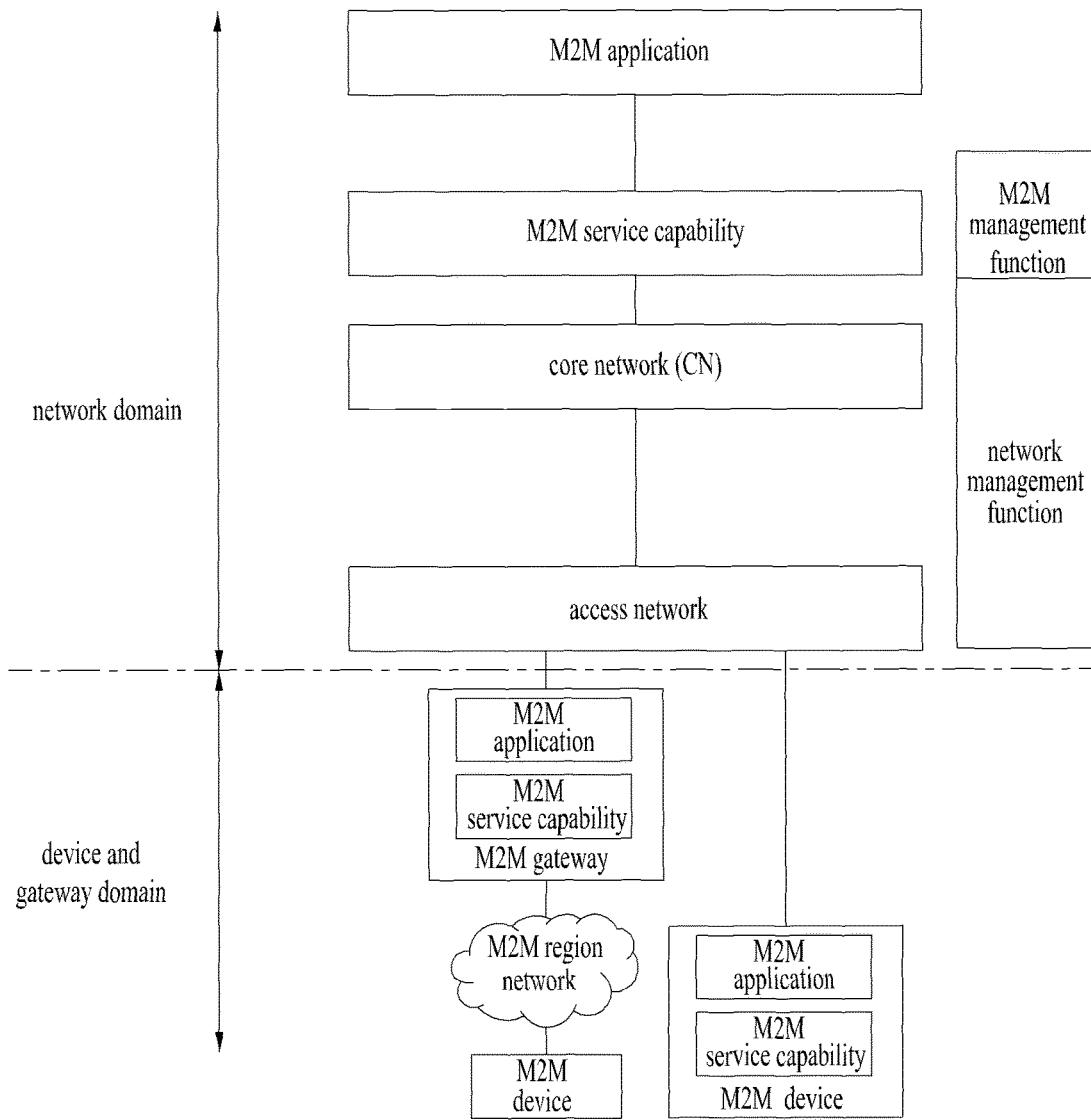 M2M application
M2M service capability
core network (CN)
access network
M2M
management
function
network
management
function
network domain
M2M
application
M2M
service capability
M2M gateway
M2M region
network
M2M
device
M2M
application
M2M
service capability
M2M device
device and
gateway domain